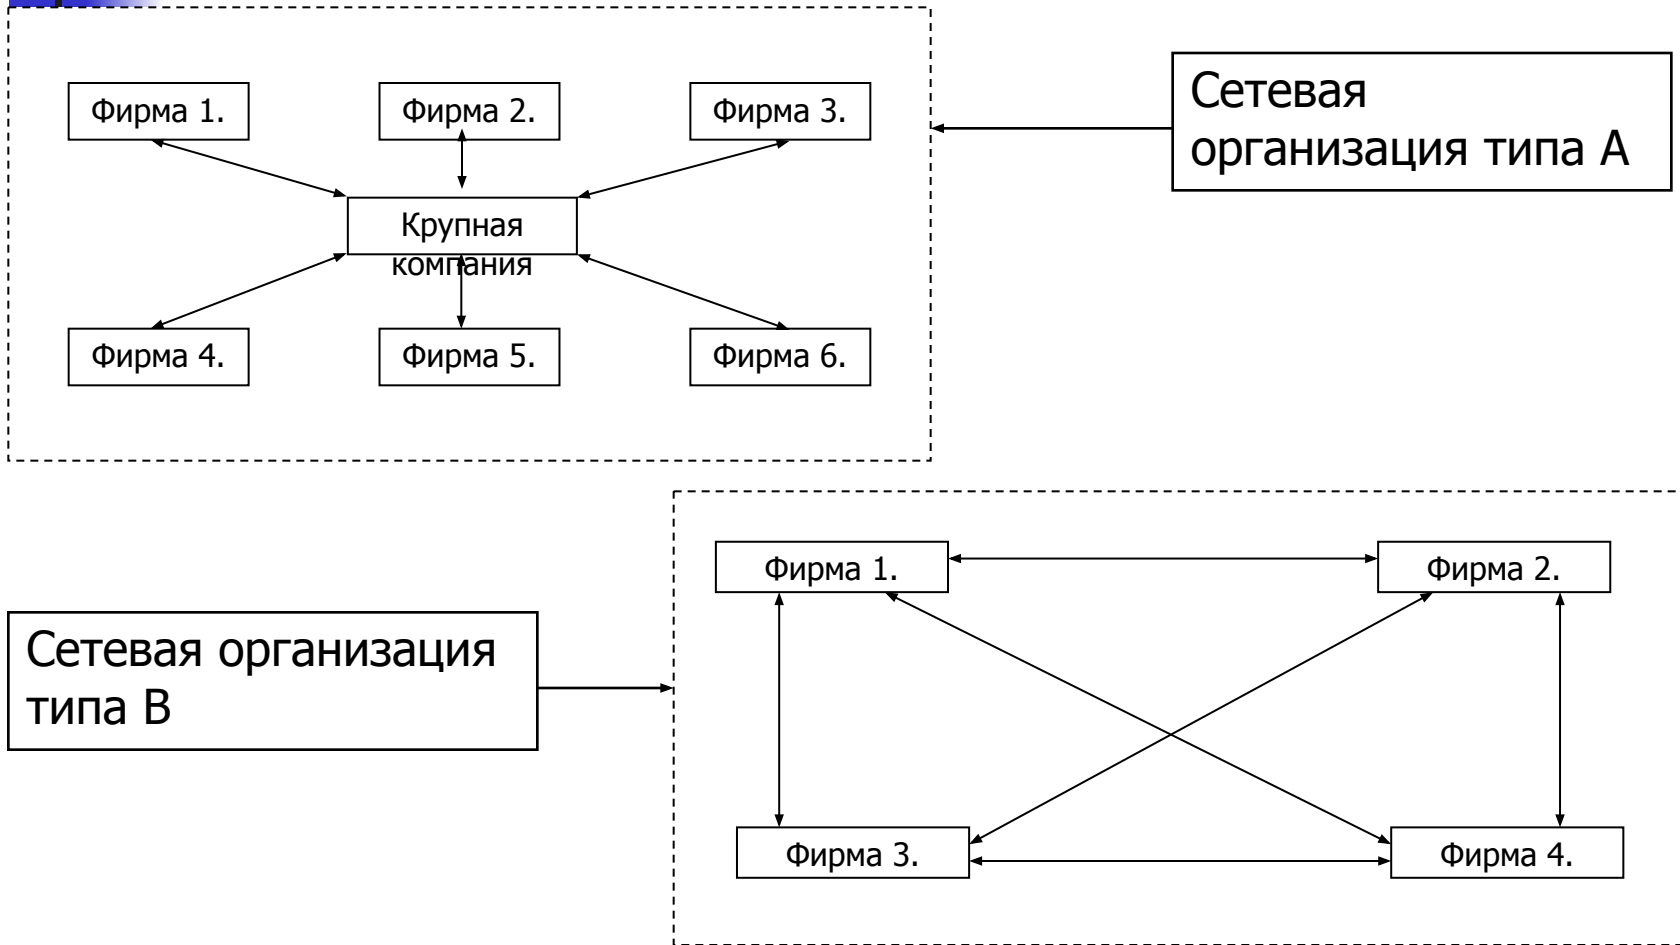 Фирма 1.
Фирма 2.
Фирма 3.
Крупная
компания
Фирма 4.
Фирма 5.
Фирма 6.
Сетевая
организация типа А
Сетевая организация
типа В
Фирма 1.
Фирма 2.
Фирма 3.
Фирма 4.